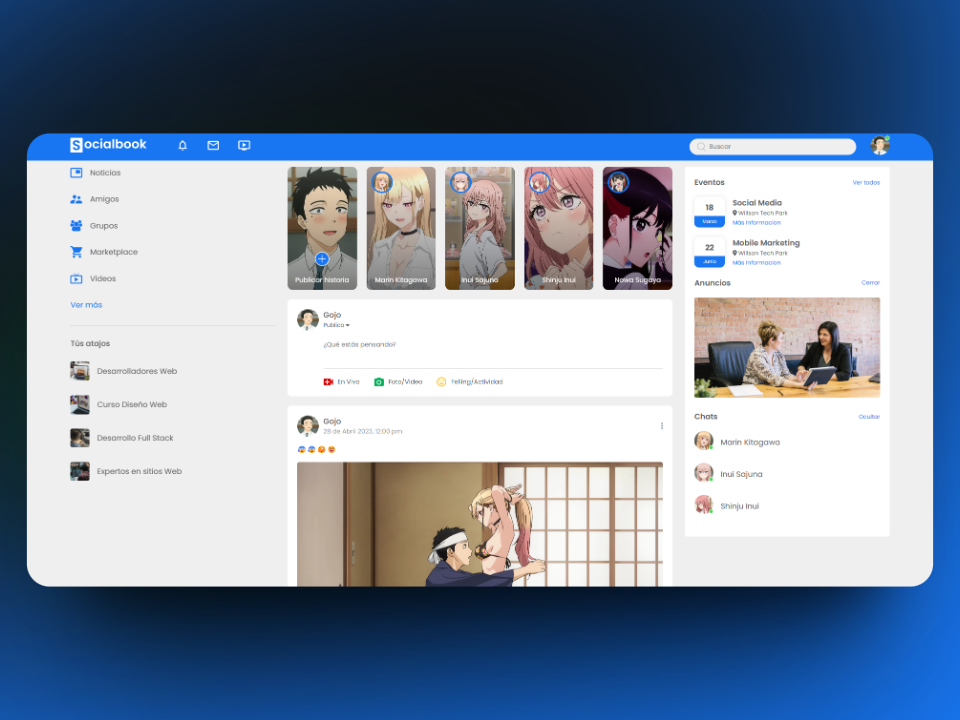 Socialbook
Buscar
Noticias
Amigos
Grupos
Marketplace
Videos
Ver más
Tús atajos
Desarrolladores Web
Curso Diseño Web
Desarrollo Full Stack
Expertos en sitios Web
Publicar historia
Marin Kitagawa
Inui Sajuna
Shinju Inui
Nowa Sugaya
Gojo
Publico
¿Qué estás pensando?
En Vivo
Foto/Video
Felling/Actividad
Gojo
28 de Abril 2023, 12:00 pm
Eventos
Ver todos
18
Marzo
Social Media
Willson Tech Park
Más Informacion
22
Junio
Mobile Marketing
Willson Tech Park
Más Informacion
Anuncios
Cerrar
Chats
Ocultar
Marin Kitagawa
Inui Sajuna
Shinju Inui